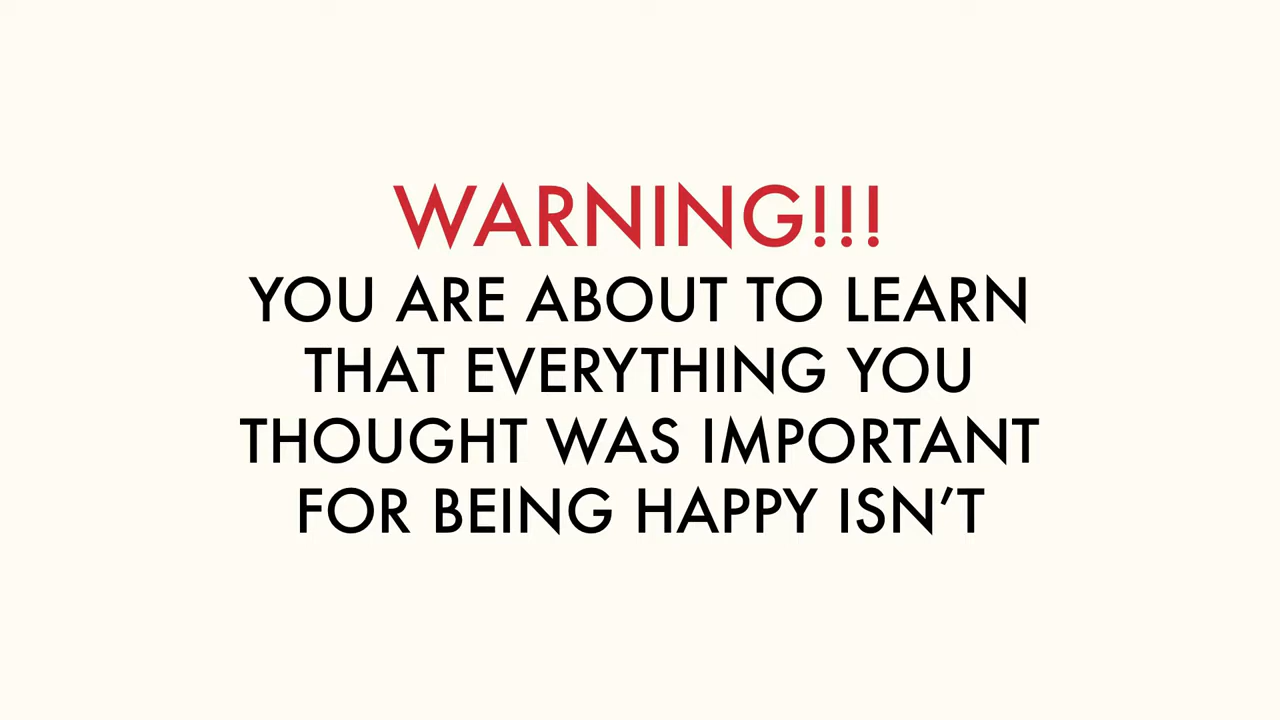 WARNING!!!
YOU ARE ABOUT TO LEARN
THAT EVERYTHING YOU
THOUGHT WAS IMPORTANT
FOR BEING HAPPY ISN’T